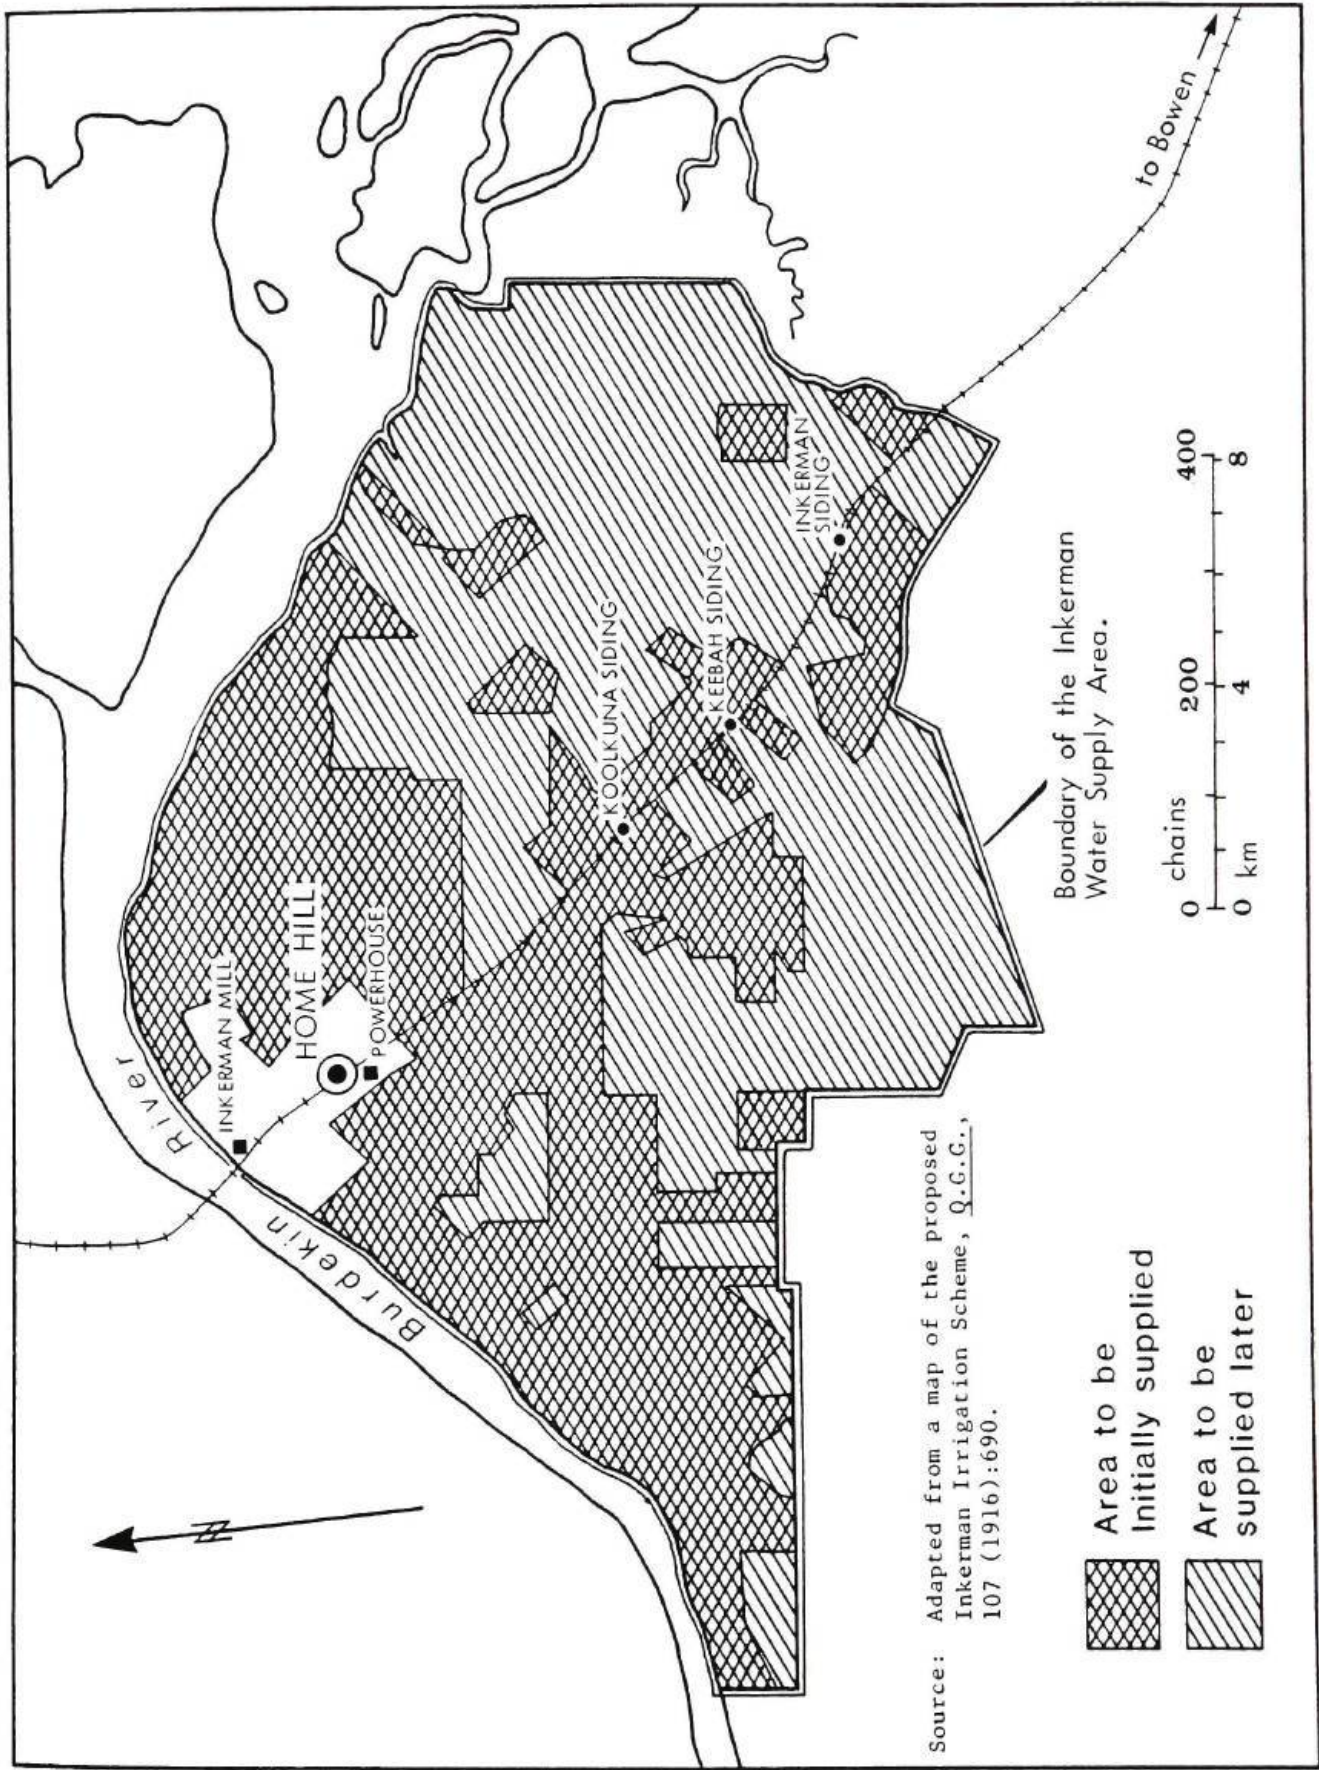 River
Burdekin
INKERMAN MILL
HOME HILL
POWERHOUSE
KOOLKUNA SIDING
KEEBAH SIDING
INKERMAN
SIDING
to Bowen
N
Boundary of the Inkerman
Water Supply Area.
chains
0 200 400
0 4 8
km
Source: Adapted from a map of the proposed
Inkerman Irrigation Scheme, Q.G.G.,
107 (1916):690.
Area to be
Initially supplied
Area to be
supplied later